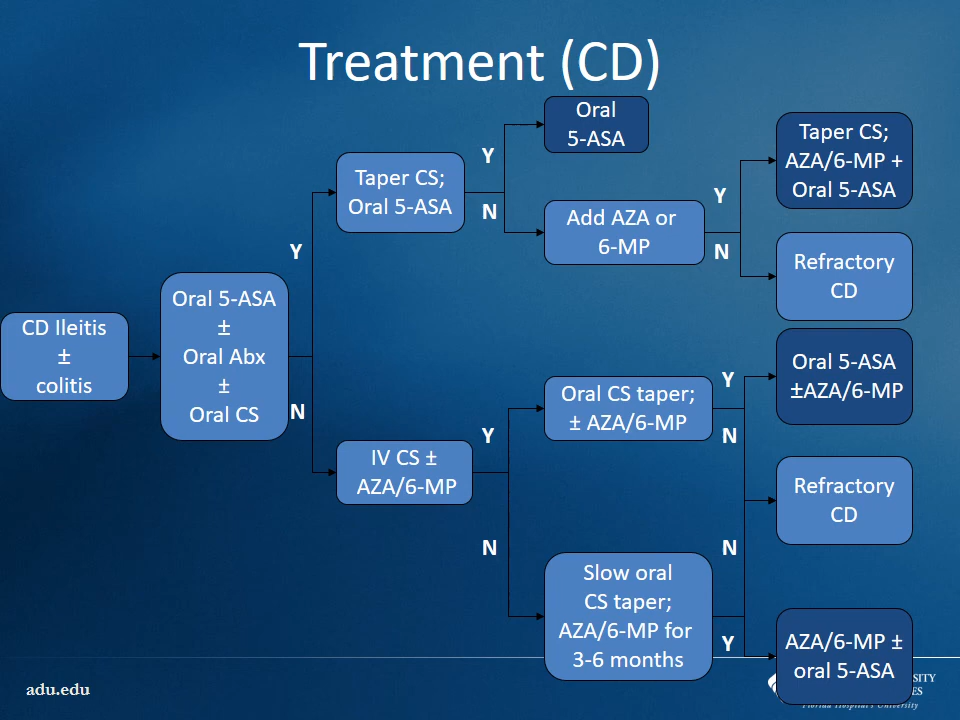 Treatment (CD)
CD Ileitis
±
colitis
Oral 5-ASA
±
Oral Abx
±
Oral CS
Y
N
Taper CS;
Oral 5-ASA
Y
N
Oral
5-ASA
Add AZA or
6-MP
Y
N
Taper CS;
AZA/6-MP +
Oral 5-ASA
Refractory
CD
IV CS ±
AZA/6-MP
Y
N
Oral CS taper;
± AZA/6-MP
Y
N
Oral 5-ASA
±AZA/6-MP
Refractory
CD
Slow oral
CS taper;
AZA/6-MP for
3-6 months
N
Y
AZA/6-MP ±
oral 5-ASA
adu.edu
Florida Hospital's University